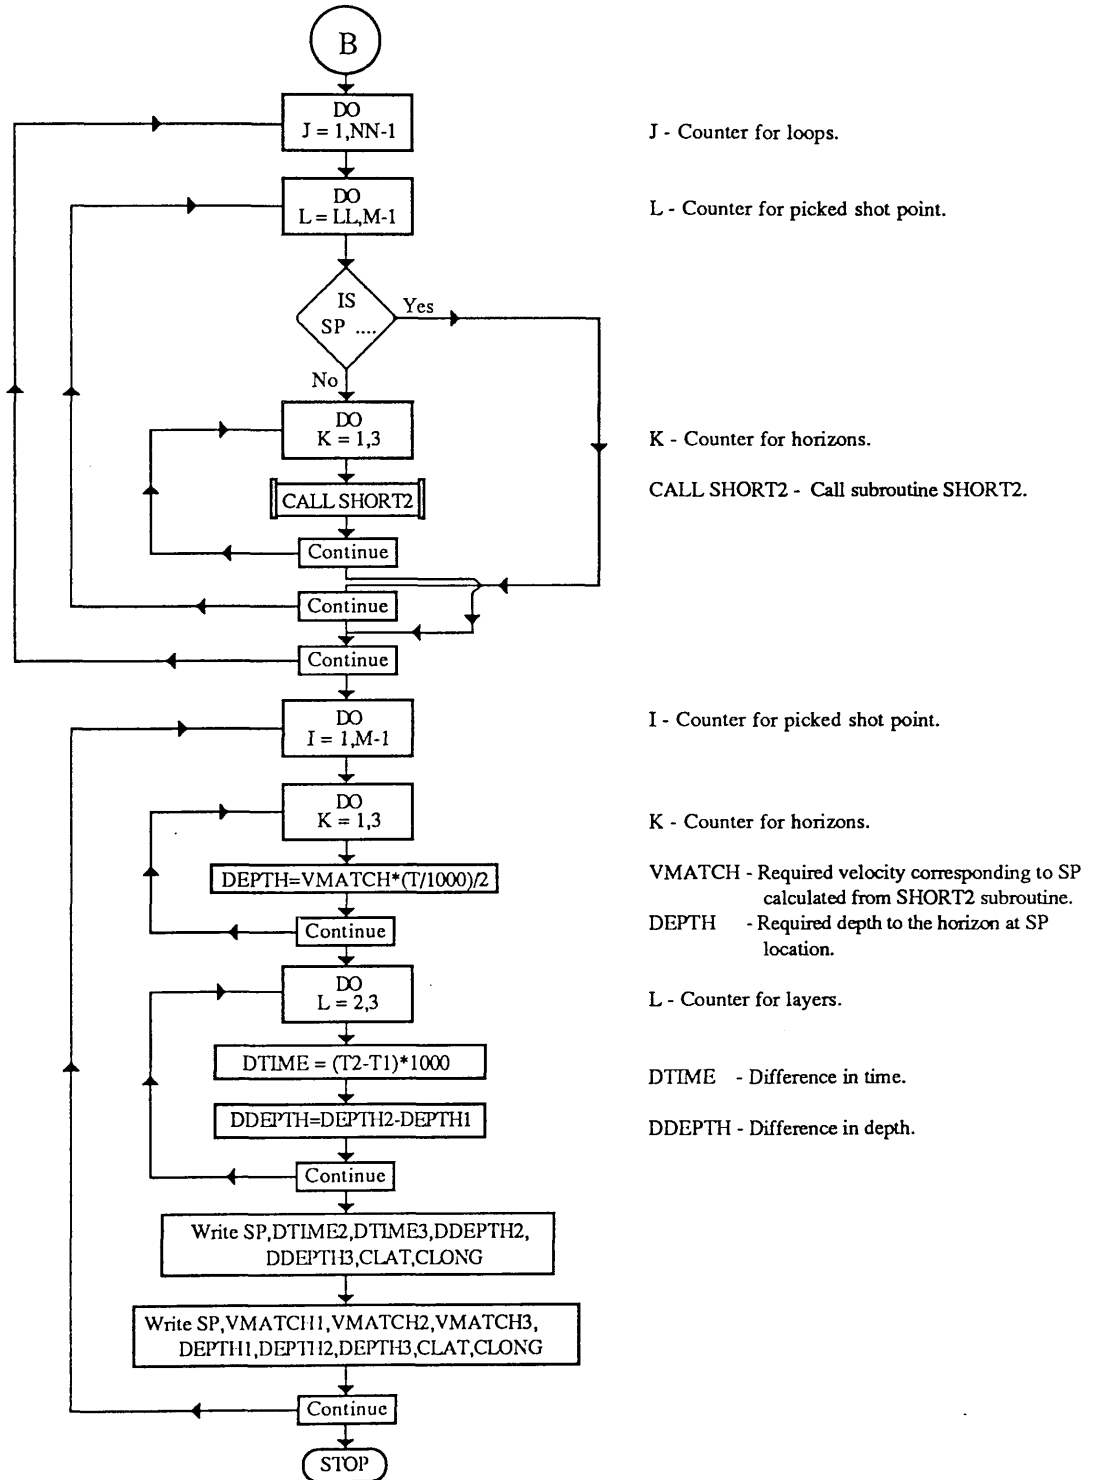 B
DO
J = 1,NN-1
J - Counter for loops.
DO
L = LL,M-1
L - Counter for picked shot point.
IS
SP ....
Yes
No
DO
K = 1,3
K - Counter for horizons.
CALL SHORT2
CALL SHORT2 - Call subroutine SHORT2.
Continue
Continue
Continue
DO
I = 1,M-1
I - Counter for picked shot point.
DO
K = 1,3
K - Counter for horizons.
DEPTH=VMATCH*(T/1000)/2
VMATCH - Required velocity corresponding to SP
calculated from SHORT2 subroutine.
DEPTH - Required depth to the horizon at SP
location.
Continue
DO
L = 2,3
L - Counter for layers.
DTIME = (T2-T1)*1000
DTIME - Difference in time.
DDEPTH=DEPTH2-DEPTH1
DDEPTH - Difference in depth.
Continue
Write SP,DTIME2,DTIME3,DDEPTH2,
DDEPTH3,CLAT,CLONG
Write SP,VMATCH1,VMATCH2,VMATCH3,
DEPTH1,DEPTH2,DEPTH3,CLAT,CLONG
Continue
STOP